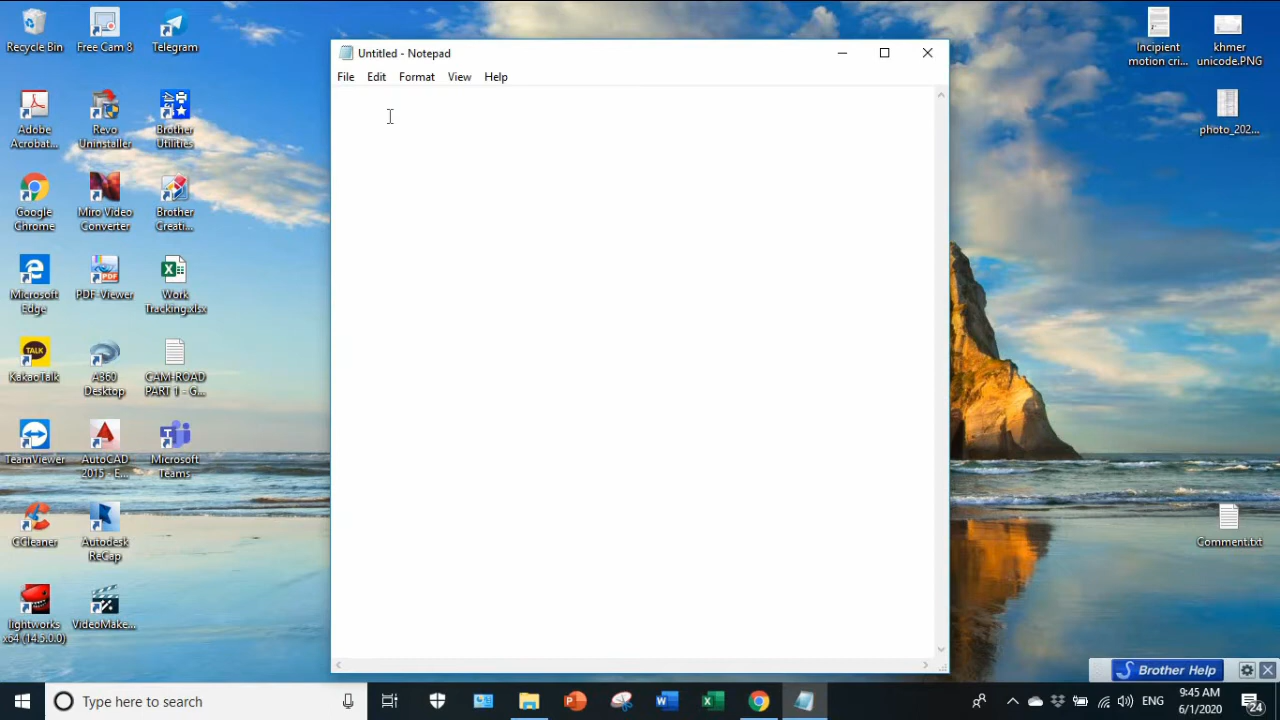 Recycle Bin
Free Cam 8
Telegram
Adobe
Acrobat...
Revo
Uninstaller
Brother
Utilities
Google
Chrome
Miro Video
Converter
Brother
Creati...
Microsoft
Edge
PDF-Viewer
Work
Tracking.xlsx
KakaoTalk
A360
Desktop
CAM-ROAD
PART 1 - G...
TeamViewer
AutoCAD
2015 - E...
Microsoft
Teams
CCleaner
Autodesk
ReCap
lightworks
x64 (14.5.0.0)
VideoMake...
Untitled - Notepad
File Edit Format View Help
Incipient
motion cri...
khmer
unicode.PNG
photo_202...
Comment.txt
Brother Help
Type here to search
ENG
9:45 AM
6/1/2020
24